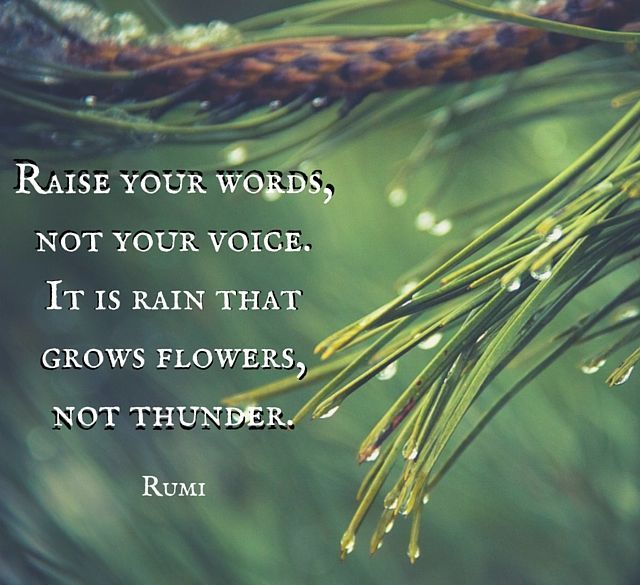 Raise your words,
not your voice.
It is rain that
grows flowers,
not thunder.
Rumi